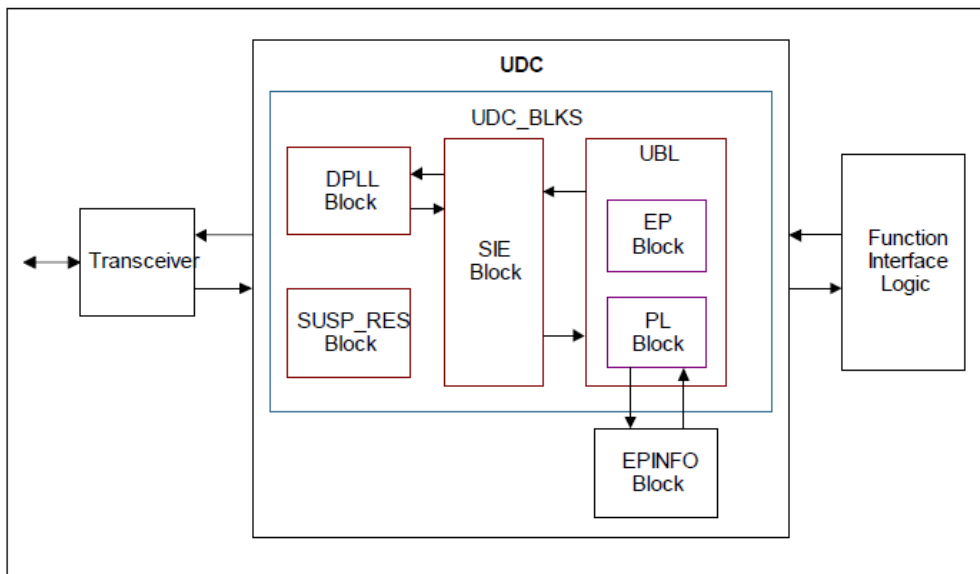 UDC
UDC_BLKS
DPLL
Block
SUSP_RES
Block
SIE
Block
UBL
EP
Block
PL
Block
EPINFO
Block
Transceiver
Function
Interface
Logic